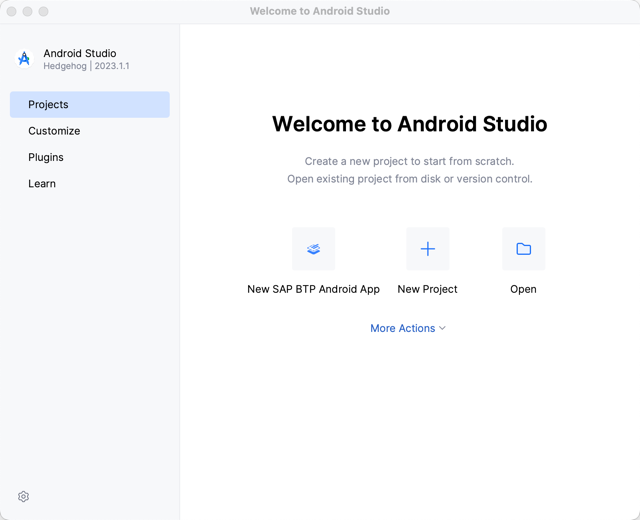 Welcome to Android Studio
Android Studio
Hedgehog | 2023.1.1
Projects
Customize
Plugins
Learn
Welcome to Android Studio
Create a new project to start from scratch.
Open existing project from disk or version control.
New SAP BTP Android App
New Project
Open
More Actions